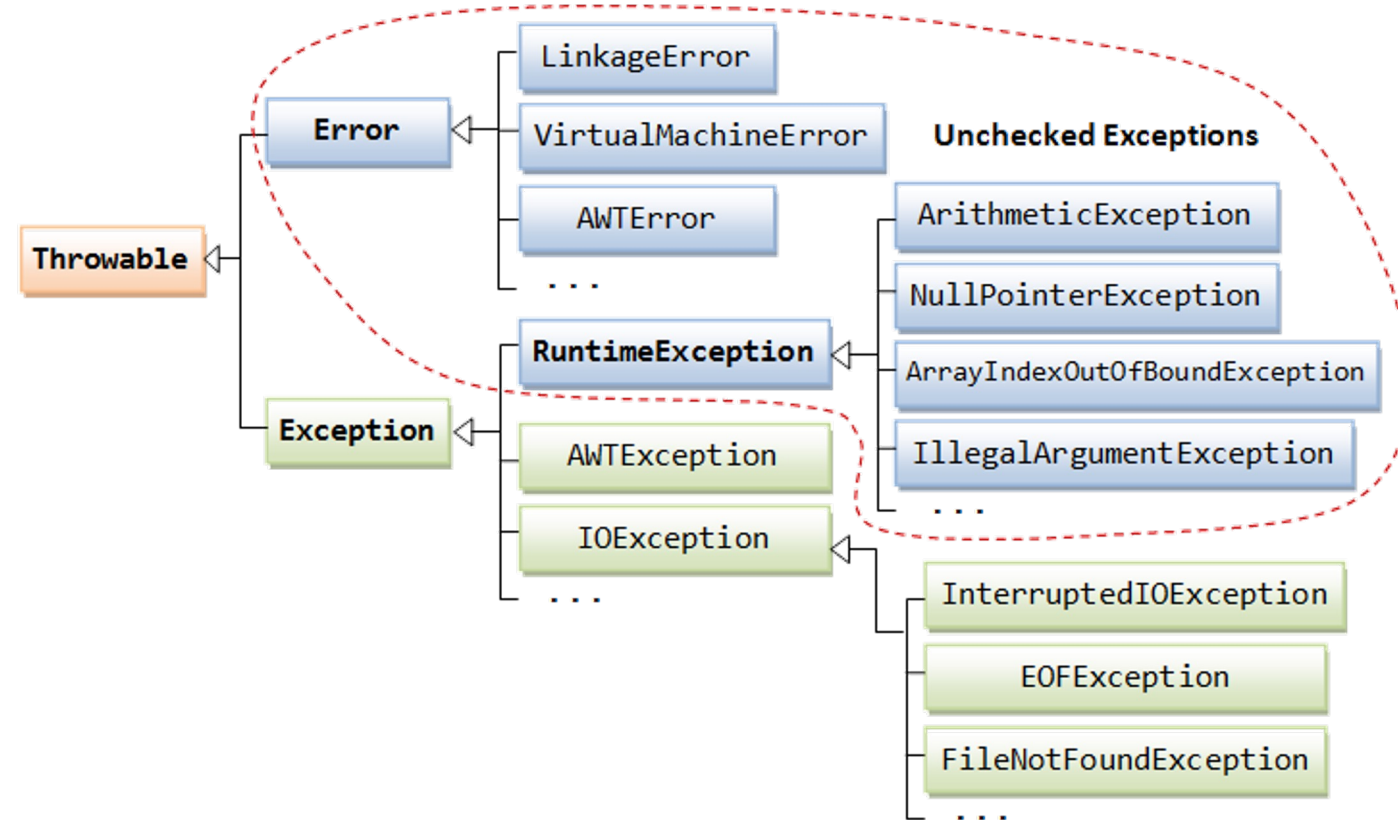 LinkageError
Error
VirtualMachineError
Unchecked Exceptions
AWTError
ArithmeticException
Throwable
...
NullPointerException
RuntimeException
ArrayIndexOutOfBoundException
Exception
AWTException
IllegalArgumentException
...
IOException
...
InterruptedIOException
EOFException
FileNotFoundException
...